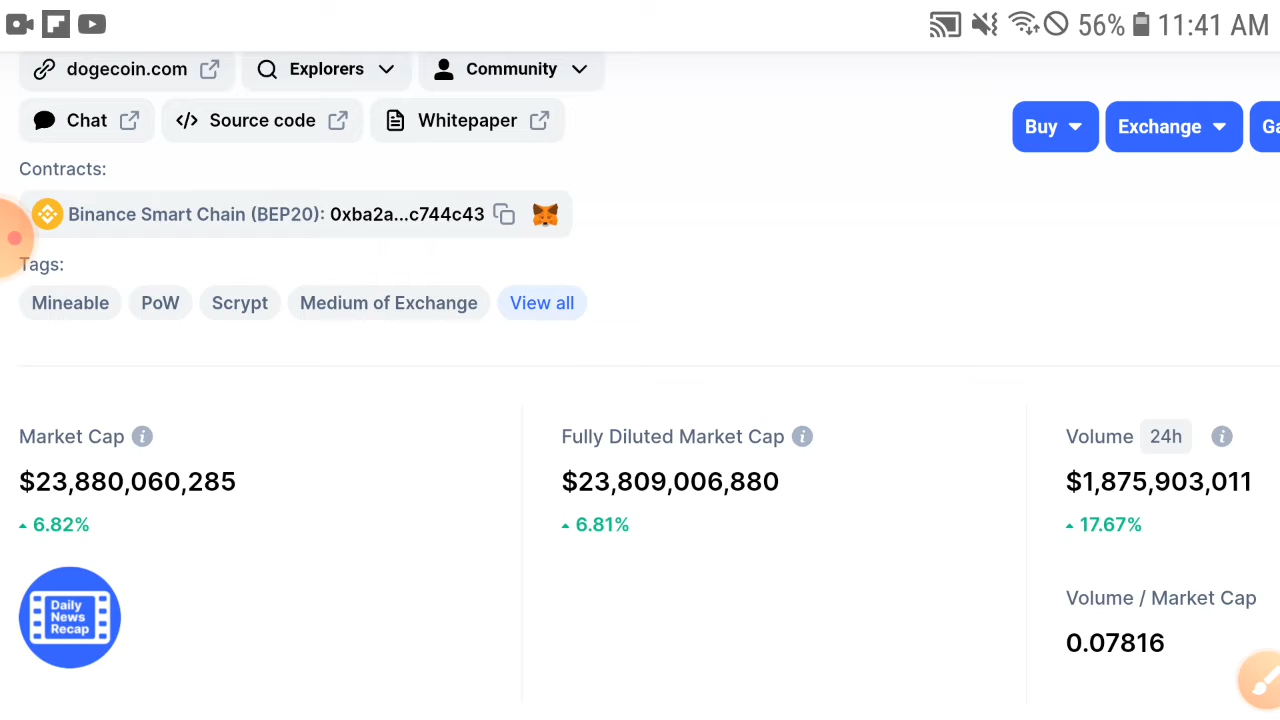 56% 11:41 AM
dogecoin.com Explorers Community
Chat Source code Whitepaper
Buy Exchange Ga
Contracts:
Binance Smart Chain (BEP20): 0xba2a...c744c43
Tags:
Mineable PoW Scrypt Medium of Exchange View all
Market Cap Fully Diluted Market Cap Volume 24h
$23,880,060,285 $23,809,006,880 $1,875,903,011
6.82% 6.81% 17.67%
Daily
News
Recap
Volume / Market Cap
0.07816